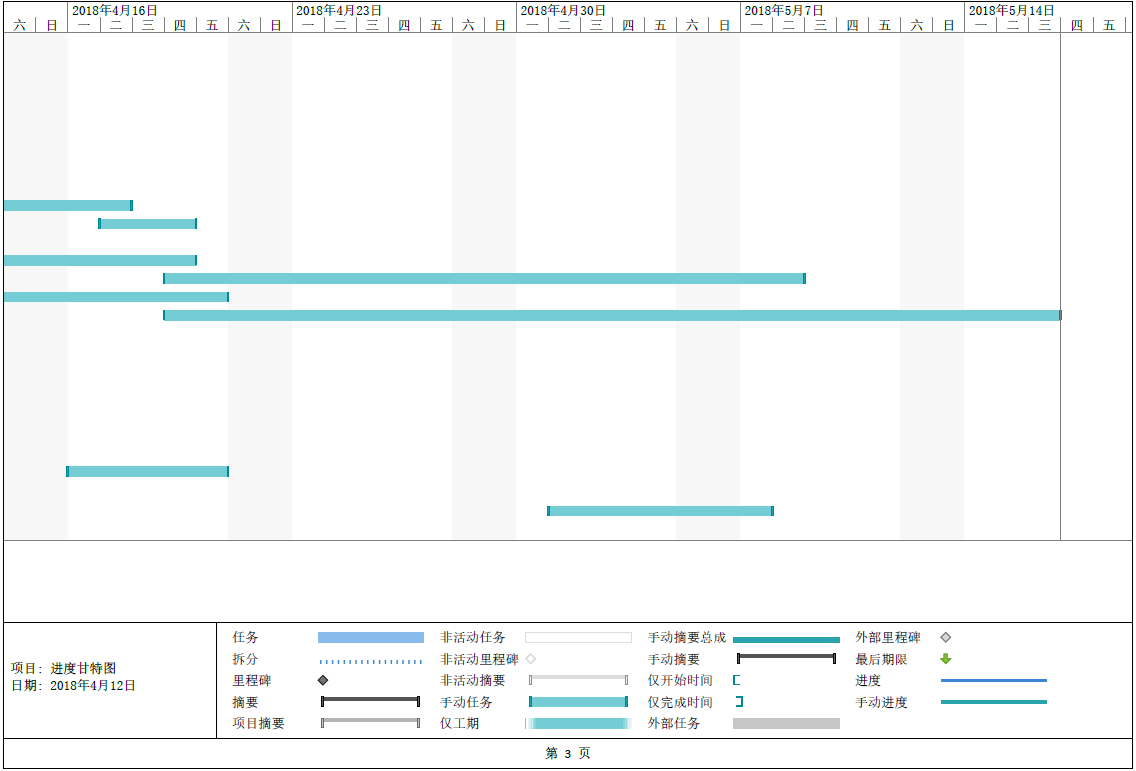 2018年4月16日 2018年4月23日 2018年4月30日 2018年5月7日 2018年5月14日
六 日 一 二 三 四 五 六 日 一 二 三 四 五 六 日 一 二 三 四 五 六 日 一 二 三 四 五 六 日 一 二 三 四 五
任务 非活动任务 手动摘要总成 外部里程碑
拆分 非活动里程碑 手动摘要 最后期限
里程碑 非活动摘要 仅开始时间 进度
摘要 手动任务 仅完成时间 手动进度
项目摘要 仅工期 外部任务
项目: 进度甘特图
日期: 2018年4月12日
第 3 页